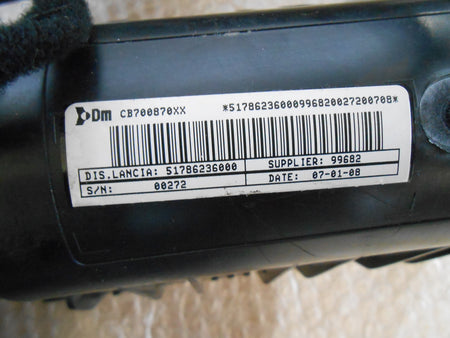 Dm CB700870XX *51786236000996820027200708*
DIS.LANCIA: 51786236000 SUPPLIER: 99682
S/N: 00272 DATE: 07-01-08